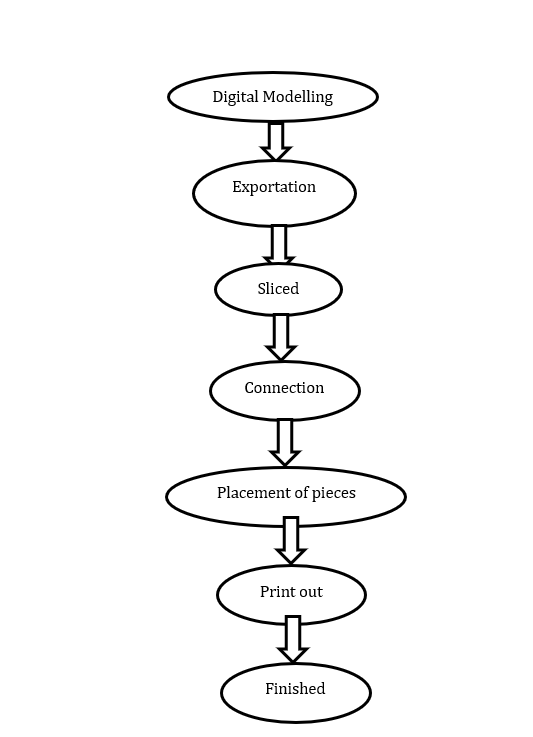 Digital Modelling
Exportation
Sliced
Connection
Placement of pieces
Print out
Finished